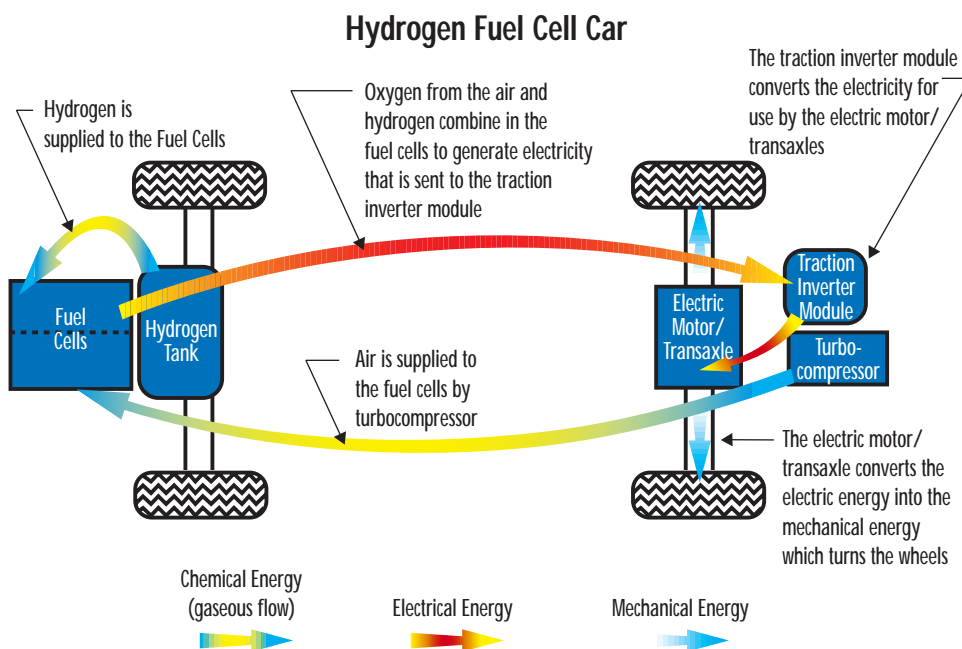 Hydrogen Fuel Cell Car
Hydrogen is
supplied to the Fuel Cells
Oxygen from the air and
hydrogen combine in the
fuel cells to generate electricity
that is sent to the traction
inverter module
The traction inverter module
converts the electricity for
use by the electric motor/
transaxles
Fuel
Cells
Hydrogen
Tank
Electric
Motor/
Transaxle
Traction
Inverter
Module
Turbo-
compressor
Air is supplied to
the fuel cells by
turbocompressor
The electric motor/
transaxle converts the
electric energy into the
mechanical energy
which turns the wheels
Chemical Energy
(gaseous flow)
Electrical Energy
Mechanical Energy